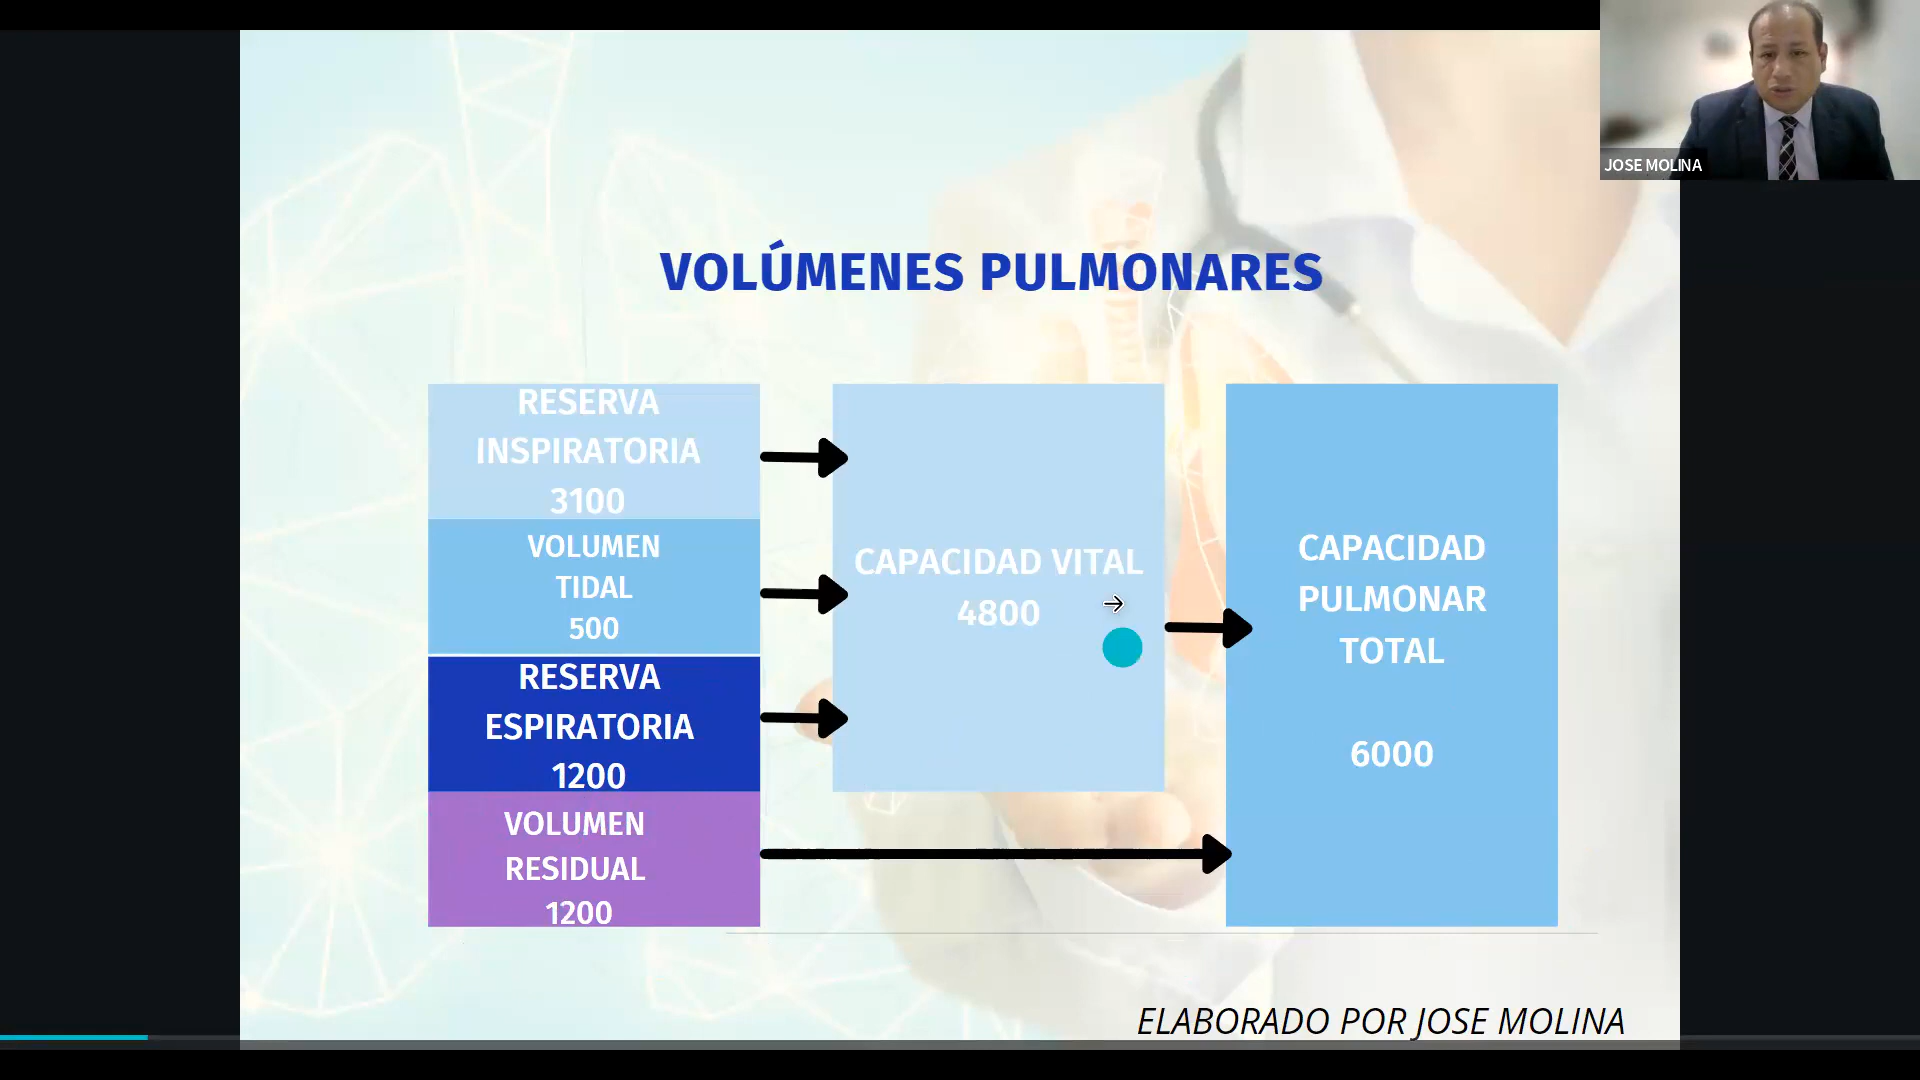 JOSE MOLINA
VOLÚMENES PULMONARES
RESERVA
INSPIRATORIA
3100
VOLUMEN
TIDAL
500
RESERVA
ESPIRATORIA
1200
VOLUMEN
RESIDUAL
1200
CAPACIDAD VITAL
4800
CAPACIDAD
PULMONAR
TOTAL
6000
ELABORADO POR JOSE MOLINA